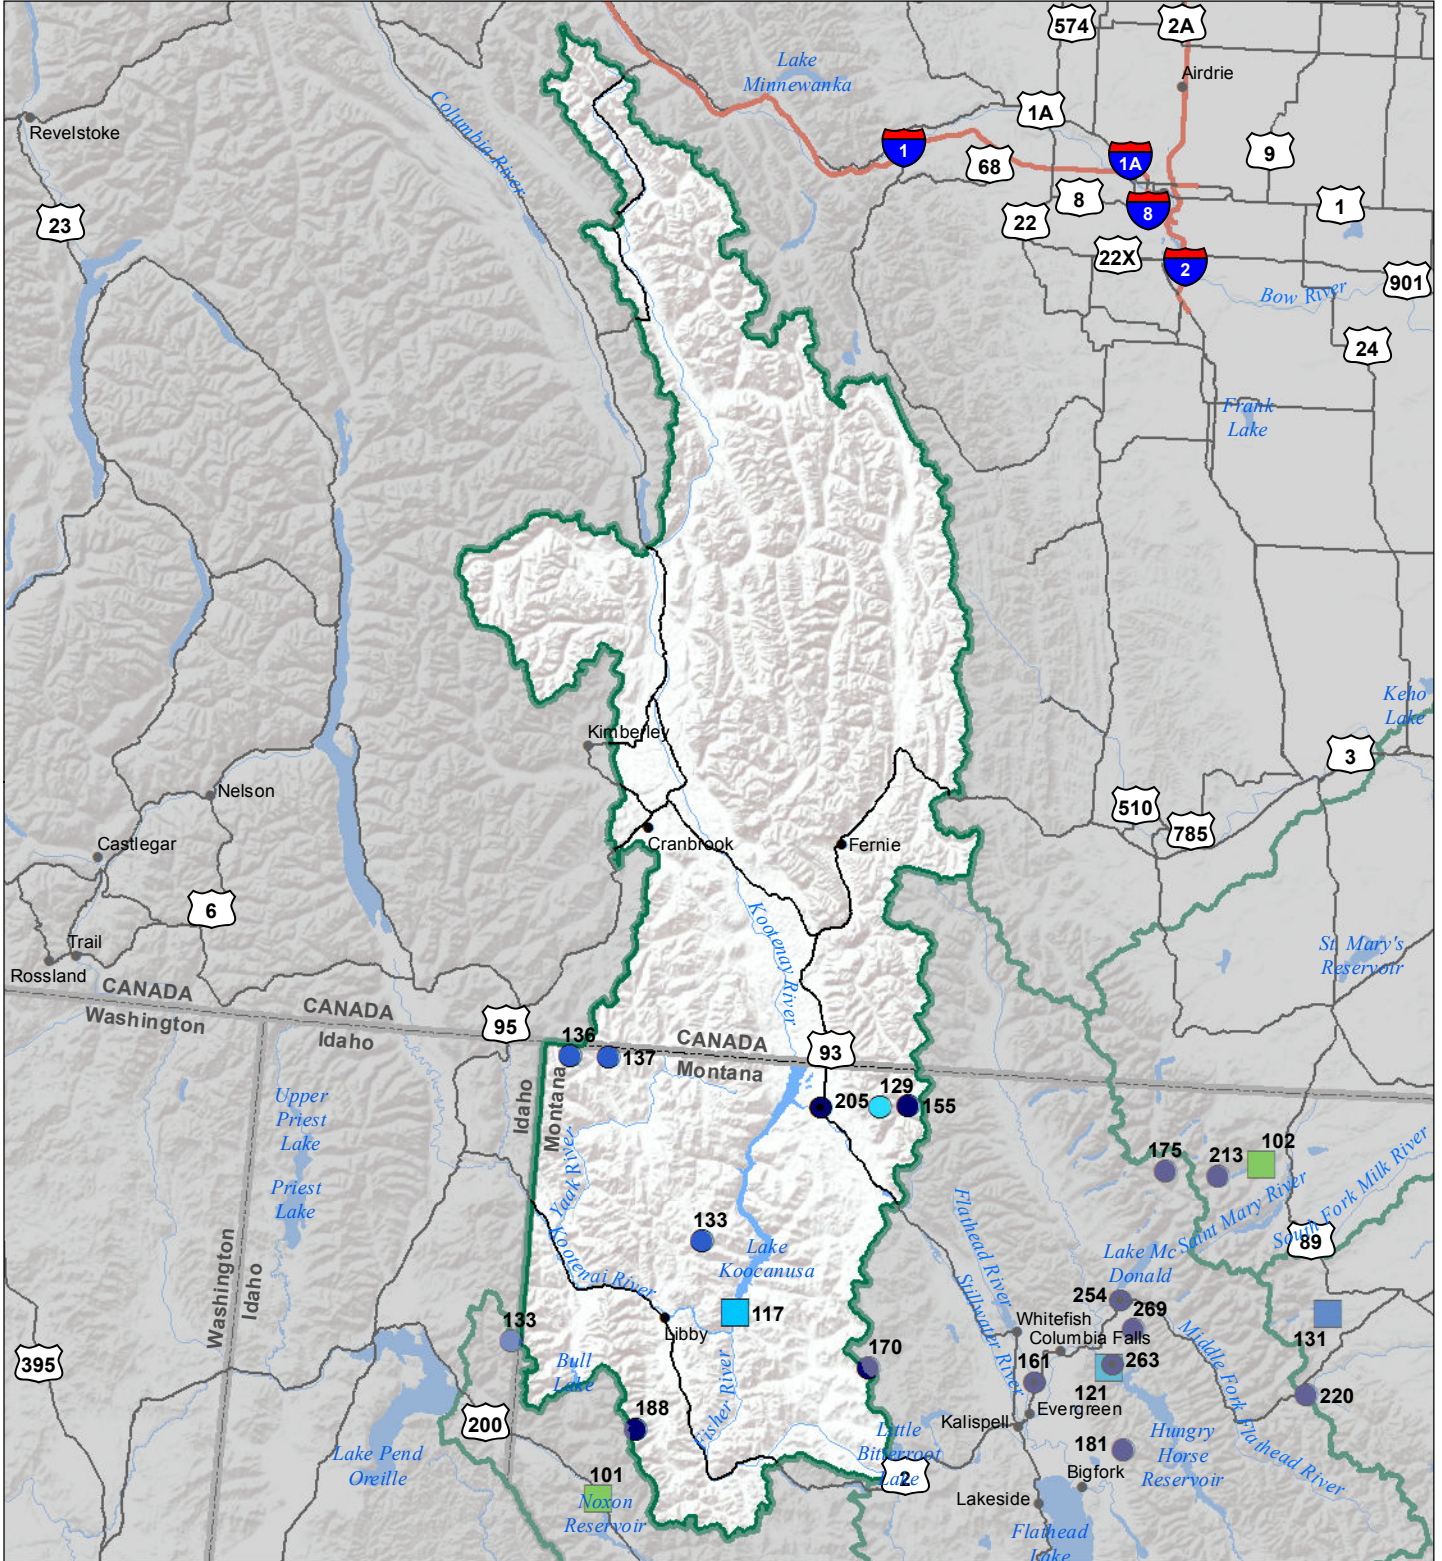 574
2A
Lake
Minnewanka
Airdrie
Columbia River
1A
Revelstoke
1
68
1A
9
8
8
1
23
22
22X
2
901
Bow River
24
Frank
Lake
Keho
Lake
Kimberley
3
Nelson
510
785
Castlegar
Cranbrook
Fernie
6
Kootenay River
Trail
Rossland
St. Mary's
Reservoir
CANADA
Washington
CANADA
Idaho
95
136
137
CANADA
Montana
93
Idaho
Montana
Upper
Priest
Lake
205
129
155
Priest
Lake
Yaak River
175
213
102
Saint Mary River
South Fork Milk River
89
Washington
Idaho
Kootenai River
133
Lake
Koocanusa
Flathead River
Stillwater River
Lake Mc
Donald
254
269
133
Libby
117
Whitefish
Columbia Falls
131
395
Bull
Lake
Fisher River
170
161
263
121
Middle Fork Flathead River
220
200
188
Kalispell
Evergreen
Little
Bitterroot
Lake
2
181
Hungry
Horse
Reservoir
Lake Pend
Oreille
101
Noxon
Reservoir
Bigfork
Lakeside
Flathead
Lake